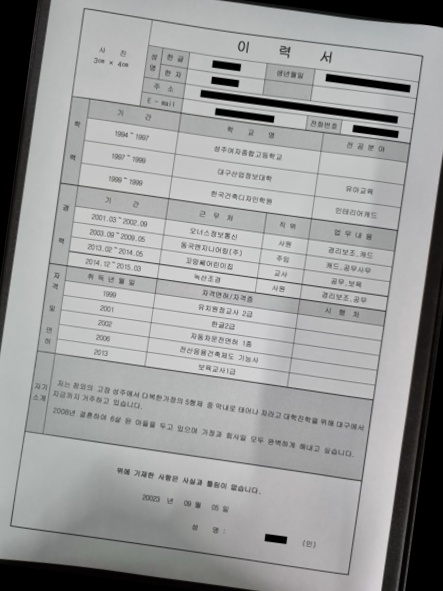 이 력 서
사 진
3㎝ × 4㎝
성 명
한 글
생년월일
한 자
주 소
E - mail
전화번호
학 력
기 간
학 교 명
전 공 분 야
1994 ~ 1997
성주여자종합고등학교
1997 ~ 1999
대구산업정보대학
유아교육
1999 ~ 1999
한국건축디자인학원
인테리어캐드
경 력
기 간
근 무 처
직 위
업 무 내 용
2001. 03 ~ 2002. 09
오너스정보통신
사원
경리보조, 캐드
2003. 09 ~ 2009. 05
동국엔지니어링(주)
주임
캐드, 공무사무
2013. 02 ~ 2014. 05
꼬망쎄어린이집
교사
공무, 보육
2014. 12 ~ 2015. 03
녹산조경
사원
경리보조, 공무
자격 및 면허
취 득 년 월 일
자격면허/자격증
시 행 처
1999
유치원정교사 2급
2001
한글2급
2002
자동차운전면허 1종
2006
전산응용건축제도 기능사
2013
보육교사1급
자기소개
저는 참외의 고장 성주에서 다복한가정의 5형제 중 막내로 태어나 자라고 대학진학을 위해 대구에서
지금까지 거주하고 있습니다.
2008년 결혼하여 6살 된 아들을 두고 있으며 가정과 회사일 모두 완벽하게 해내고 싶습니다.
위에 기재한 사항은 사실과 틀림이 없습니다.
20023 년 09 월 05 일
성 명 :
(인)